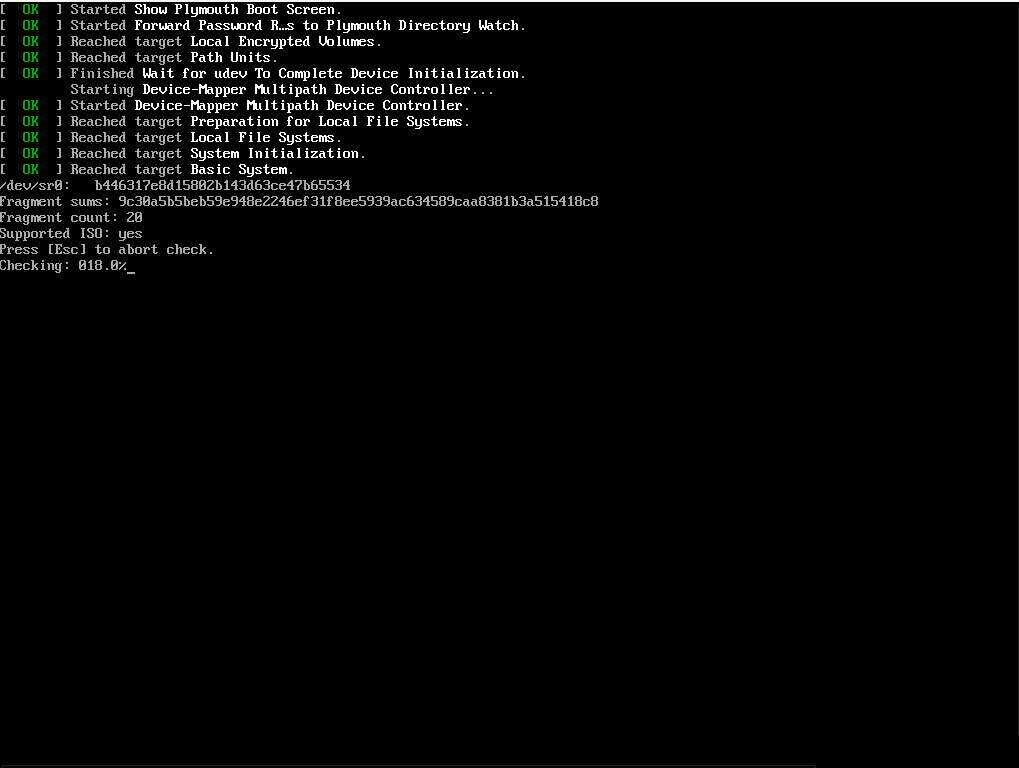 [  OK  ] Started Show Plymouth Boot Screen.
[  OK  ] Started Forward Password R…s to Plymouth Directory Watch.
[  OK  ] Reached target Local Encrypted Volumes.
[  OK  ] Reached target Path Units.
[  OK  ] Finished Wait for udev To Complete Device Initialization.
         Starting Device-Mapper Multipath Device Controller...
[  OK  ] Started Device-Mapper Multipath Device Controller.
[  OK  ] Reached target Preparation for Local File Systems.
[  OK  ] Reached target Local File Systems.
[  OK  ] Reached target System Initialization.
[  OK  ] Reached target Basic System.
/dev/sr0:   b446317e8d15802b143d63ce47b65534
Fragment sums: 9c30a5b5beb59e948e2246ef31f8ee5939ac634589caa8381b3a515418c8
Fragment count: 20
Supported ISO: yes
Press [Esc] to abort check.
Checking: 018.0%_